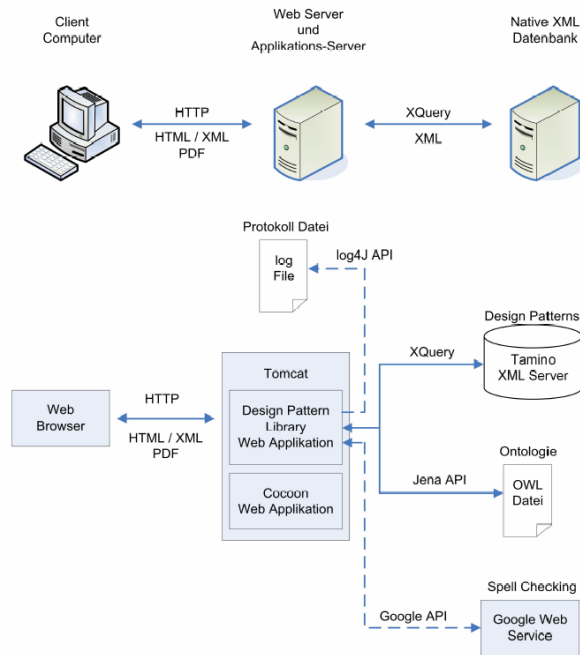 Client
Computer
Web Server
und
Applikations-Server
Native XML
Datenbank
HTTP
HTML / XML
PDF
XQuery
XML
Protokoll Datei
log
File
log4J API
Design Patterns
XQuery
Tamino
XML Server
Tomcat
Web
Browser
HTTP
HTML / XML
PDF
Design Pattern
Library
Web Applikation
Cocoon
Web Applikation
Ontologie
Jena API
OWL
Datei
Spell Checking
Google API
Google Web
Service